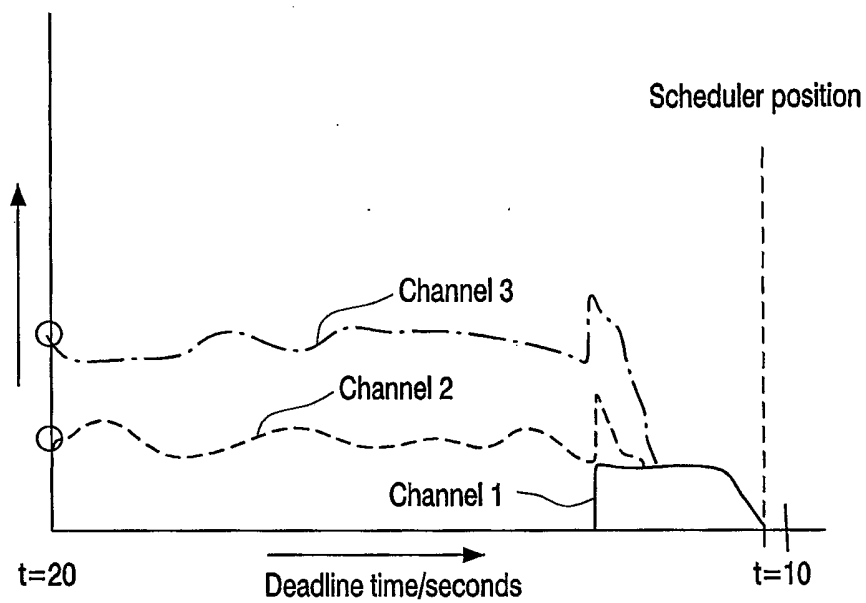 Scheduler position
Channel 3
Channel 2
Channel 1
t=20
t=10
Deadline time/seconds